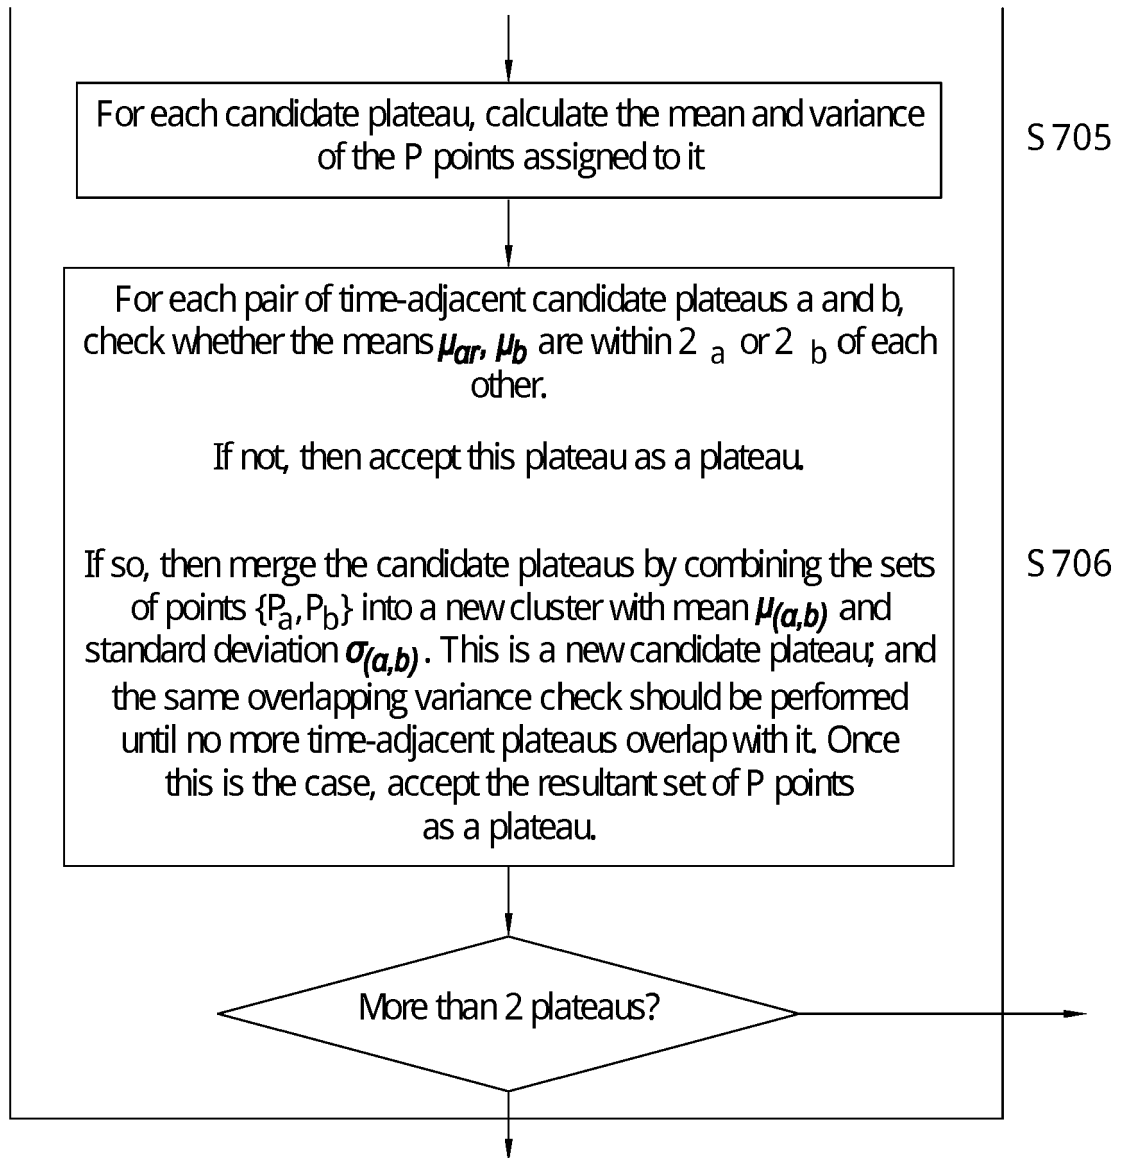 For each candidate plateau, calculate the mean and variance
of the P points assigned to it
S 705
For each pair of time-adjacent candidate plateaus a and b,
check whether the means μar, μb are within 2 a or 2 b of each
other.
If not, then accept this plateau as a plateau.
If so, then merge the candidate plateaus by combining the sets
of points {Pa,Pb} into a new cluster with mean μ(a,b) and
standard deviation σ(a,b). This is a new candidate plateau; and
the same overlapping variance check should be performed
until no more time-adjacent plateaus overlap with it. Once
this is the case, accept the resultant set of P points
as a plateau.
S 706
More than 2 plateaus?